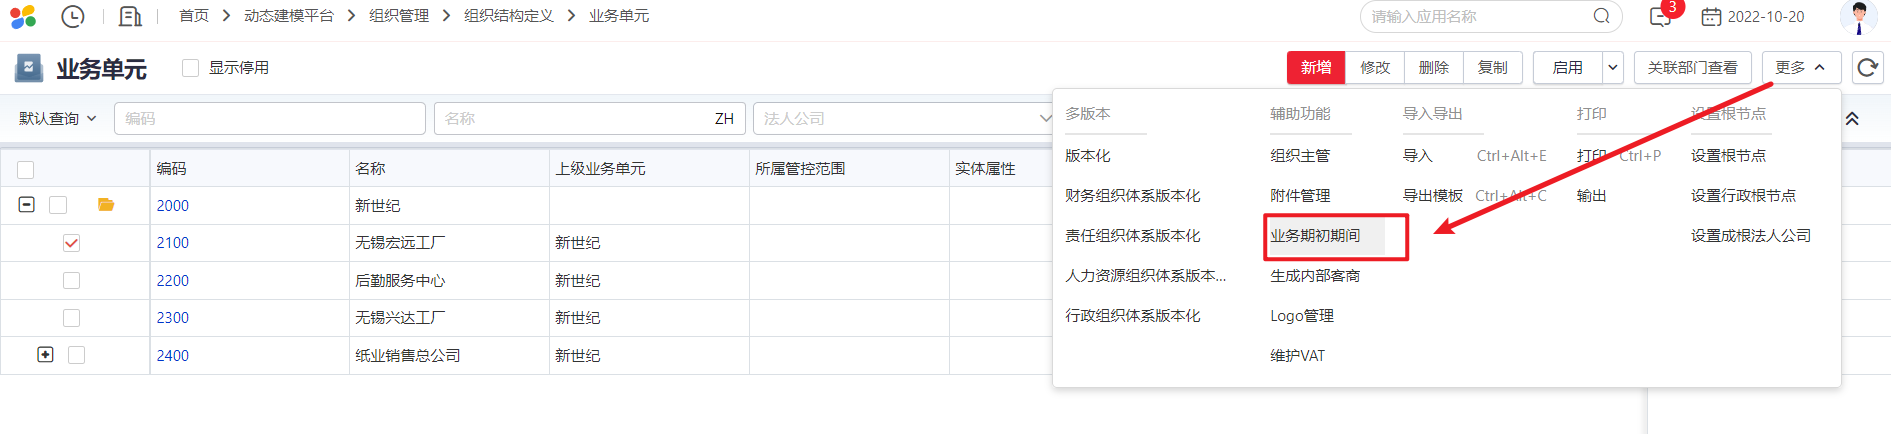 首页 动态建模平台 组织管理 组织结构定义 业务单元 请输入应用名称 3 2022-10-20
业务单元 显示停用 新增 修改 删除 复制 启用 关联部门查看 更多
默认查询 编码 名称 ZH 法人公司
多版本 辅助功能 导入导出 打印 设置根节点
版本化 组织主管 导入 Ctrl+Alt+E 打印 Ctrl+P 设置根节点
财务组织体系版本化 附件管理 导出模板 Ctrl+Alt+C 输出 设置行政根节点
责任组织体系版本化 业务期初期间 设置成根法人公司
人力资源组织体系版本... 生成内部客商
行政组织体系版本化 Logo管理
维护VAT
编码 名称 上级业务单元 所属管控范围 实体属性
2000 新世纪
2100 无锡宏远工厂 新世纪
2200 后勤服务中心 新世纪
2300 无锡兴达工厂 新世纪
2400 纸业销售总公司 新世纪